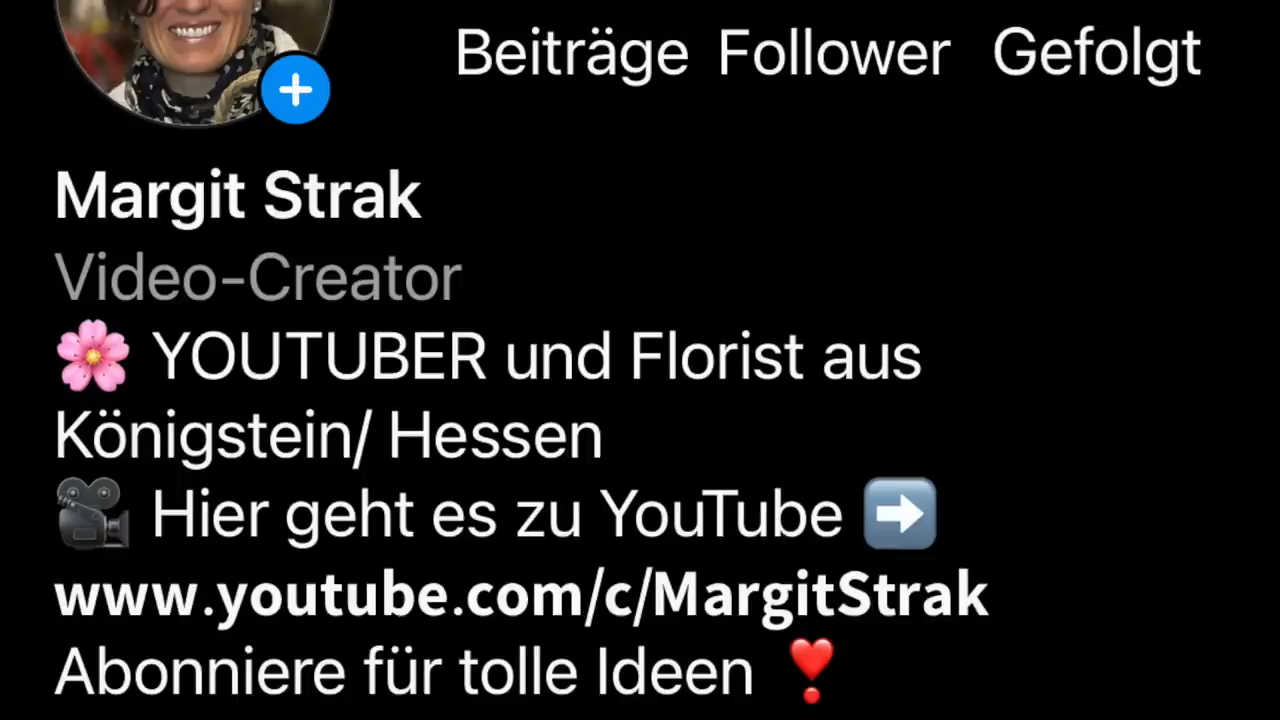 Beiträge Follower Gefolgt
Margit Strak
Video-Creator
🌸 YOUTUBER und Florist aus
Königstein/ Hessen
🎥 Hier geht es zu YouTube ➡️
www.youtube.com/c/MargitStrak
Abonniere für tolle Ideen ❣️